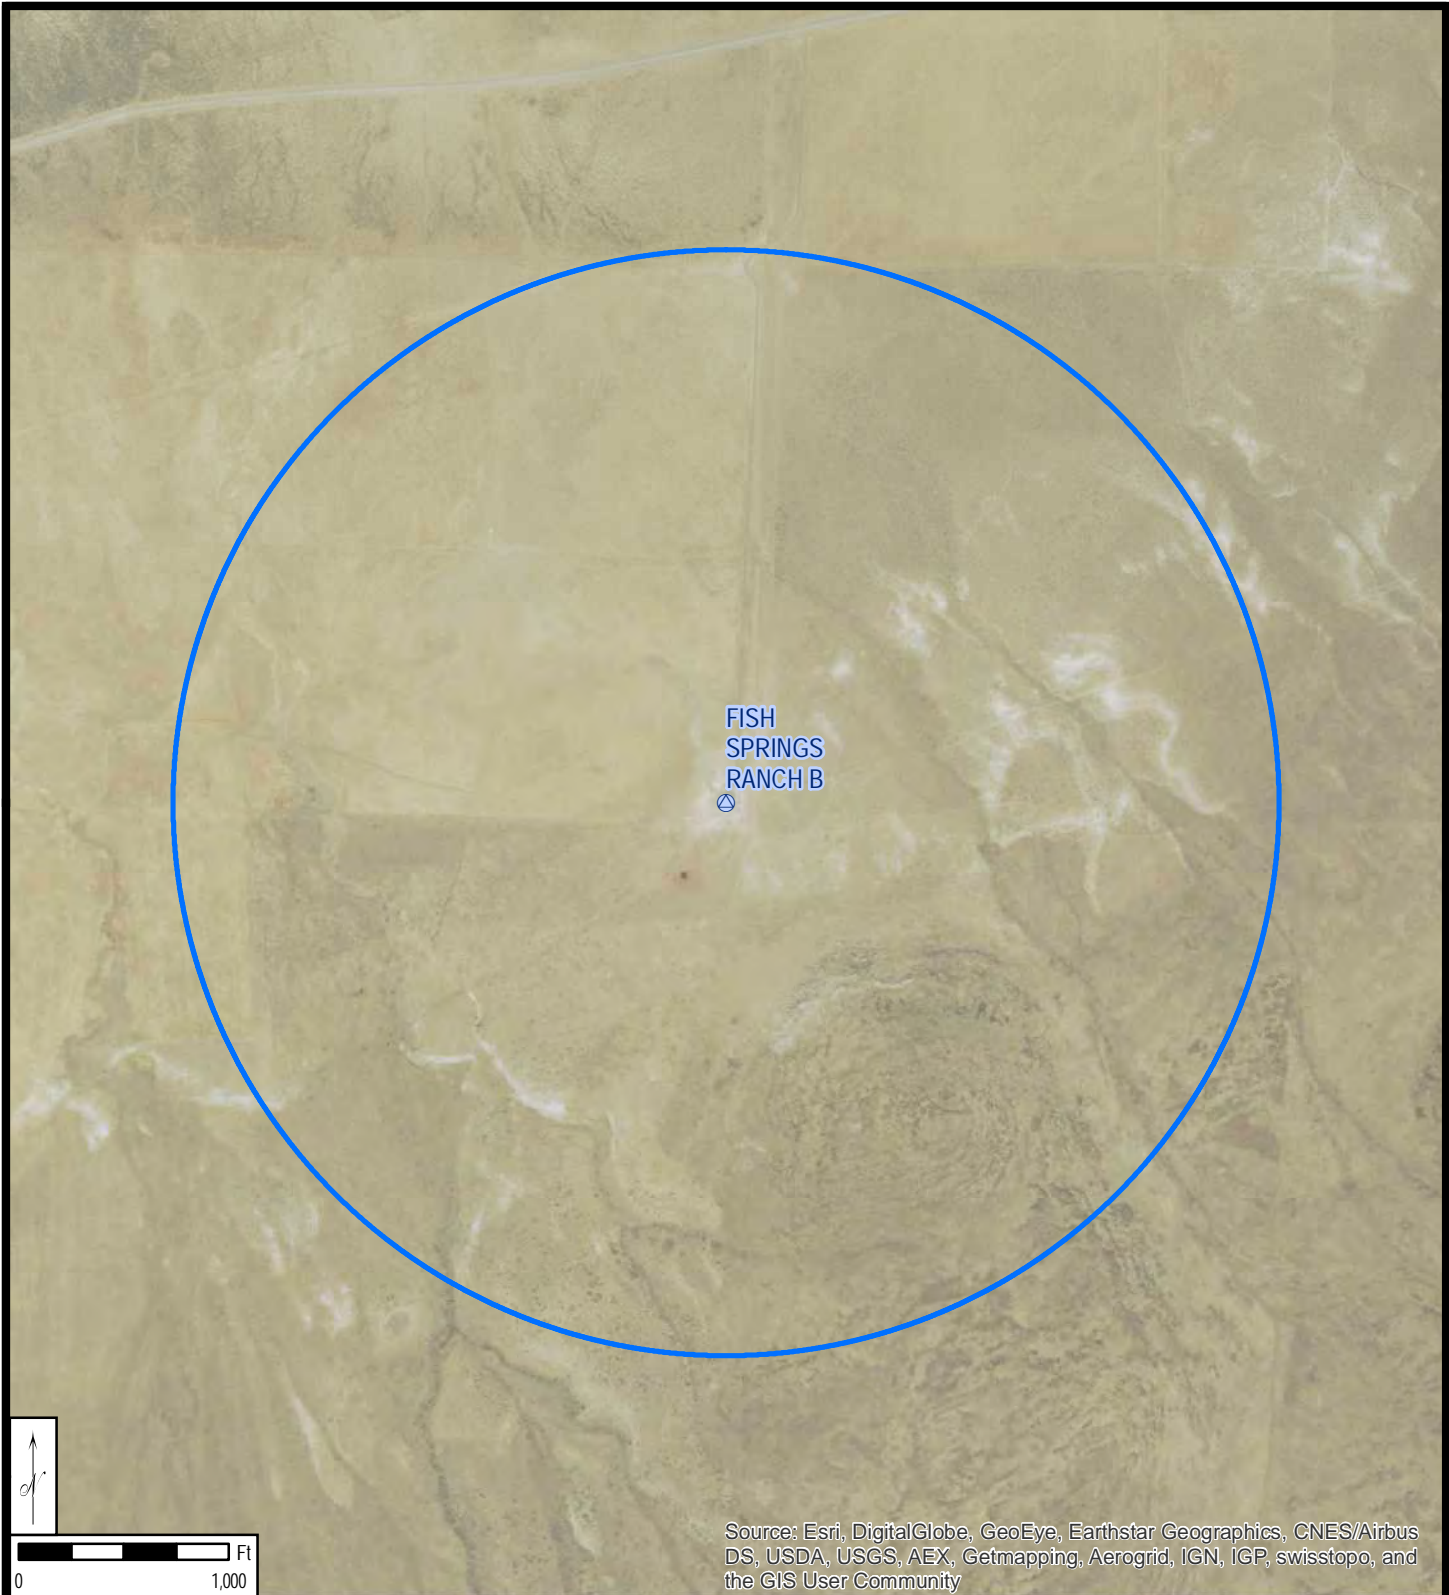 FISH
SPRINGS
RANCH B
N
Ft
0 1,000
Source: Esri, DigitalGlobe, GeoEye, Earthstar Geographics, CNES/Airbus
DS, USDA, USGS, AEX, Getmapping, Aerogrid, IGN, IGP, swisstopo, and
the GIS User Community